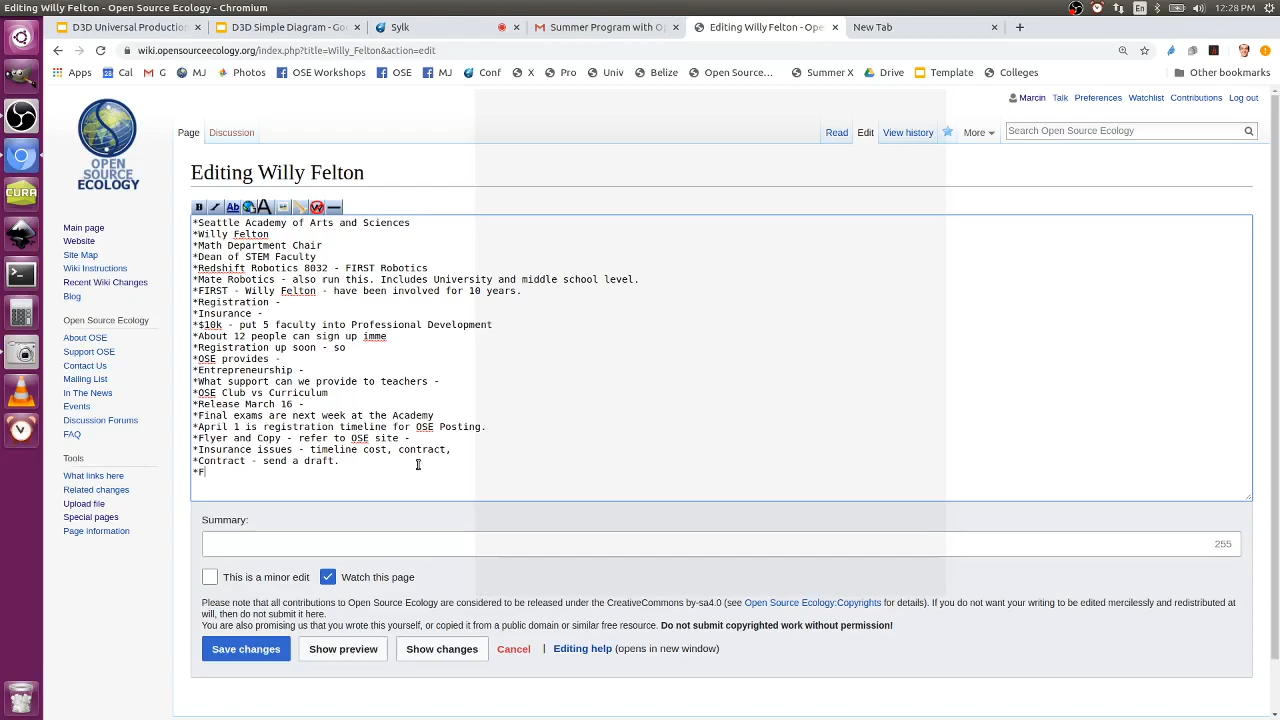 Editing Willy Felton - Open Source Ecology - Chromium
En 12:28 PM
D3D Universal Production
D3D Simple Diagram - Goo
Sylk
Summer Program with Op
Editing Willy Felton - Ope
New Tab
wiki.opensourceecology.org/index.php?title=Willy_Felton&action=edit
Apps Cal G MJ Photos OSE Workshops OSE MJ Conf X Pro Univ Belize Open Source... Summer X Drive Template Colleges Other bookmarks
Marcin Talk Preferences Watchlist Contributions Log out
Page Discussion Read Edit View history More Search Open Source Ecology
OPEN
SOURCE
ECOLOGY
Main page
Website
Site Map
Wiki Instructions
Recent Wiki Changes
Blog
Open Source Ecology
About OSE
Support OSE
Contact Us
Mailing List
In The News
Events
Discussion Forums
FAQ
Tools
What links here
Related changes
Upload file
Special pages
Page information
CURA
Editing Willy Felton
B I Ab A
*Seattle Academy of Arts and Sciences
*Willy Felton
*Math Department Chair
*Dean of STEM Faculty
*Redshift Robotics 8032 - FIRST Robotics
*Mate Robotics - also run this. Includes University and middle school level.
*FIRST - Willy Felton - have been involved for 10 years.
*Registration -
*Insurance -
*$10k - put 5 faculty into Professional Development
*About 12 people can sign up imme
*Registration up soon - so
*OSE provides -
*Entrepreneurship -
*What support can we provide to teachers -
*OSE Club vs Curriculum
*Release March 16 -
*Final exams are next week at the Academy
*April 1 is registration timeline for OSE Posting.
*Flyer and Copy - refer to OSE site -
*Insurance issues - timeline cost, contract,
*Contract - send a draft.
*F
Summary:
255
This is a minor edit Watch this page
Please note that all contributions to Open Source Ecology are considered to be released under the CreativeCommons by-sa4.0 (see Open Source Ecology:Copyrights for details). If you do not want your writing to be edited mercilessly and redistributed at
will, then do not submit it here.
You are also promising us that you wrote this yourself, or copied it from a public domain or similar free resource. Do not submit copyrighted work without permission!
Save changes Show preview Show changes Cancel | Editing help (opens in new window)